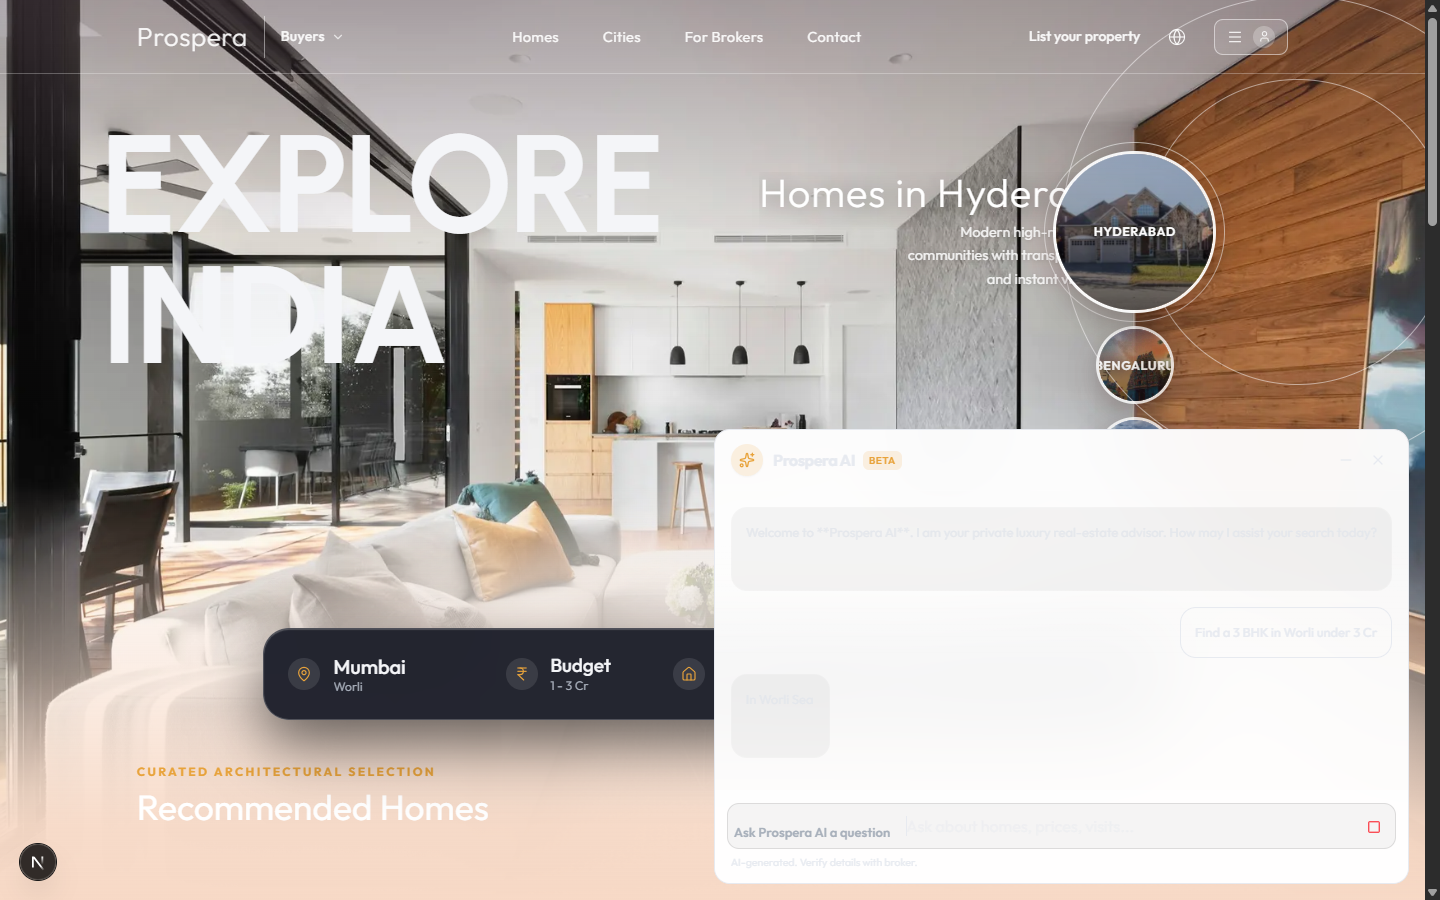 Prospera
Buyers
Homes
Cities
For Brokers
Contact
List your property
EXPLORE
INDIA
Homes in Hydera
Modern high-r
communities with trans
and instant v
HYDERABAD
BENGALURU
Prospera AI BETA
Welcome to **Prospera AI**, I am your private luxury real-estate advisor. How may I assist your search today?
Find a 3 BHK in Worli under 3 Cr
In Worli Sea
Mumbai
Worli
Budget
1 - 3 Cr
CURATED ARCHITECTURAL SELECTION
Recommended Homes
Ask Prospera AI a question
Ask about homes, prices, visits...
AI-generated. Verify details with broker.
N